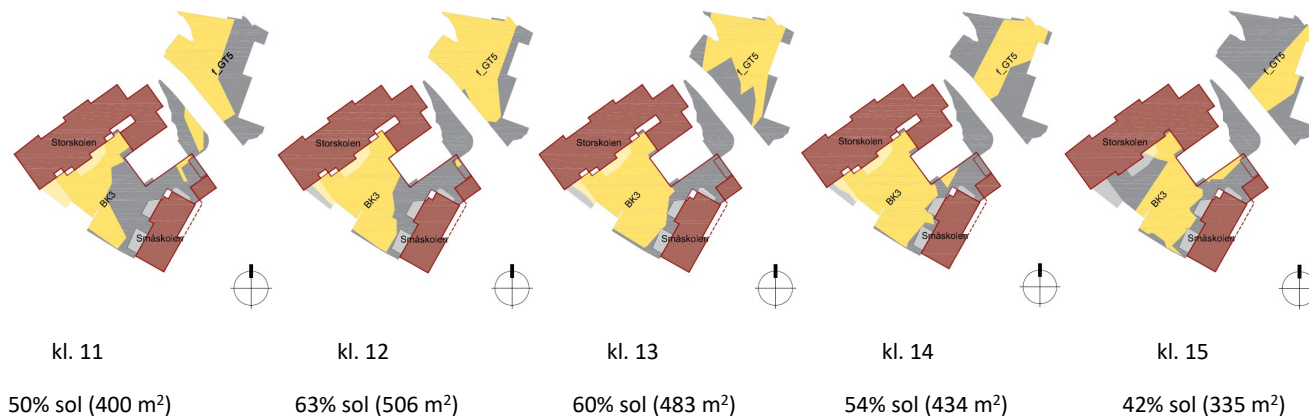 f_GT5
f_GT5
f_GT5
f_GT5
f_GT5
Storskolen
Storskolen
Storskolen
Storskolen
Storskolen
BK3
BK3
BK3
BK3
BK3
Småskolen
Småskolen
Småskolen
Småskolen
Småskolen
kl. 11
kl. 12
kl. 13
kl. 14
kl. 15
50% sol (400 m²)
63% sol (506 m²)
60% sol (483 m²)
54% sol (434 m²)
42% sol (335 m²)